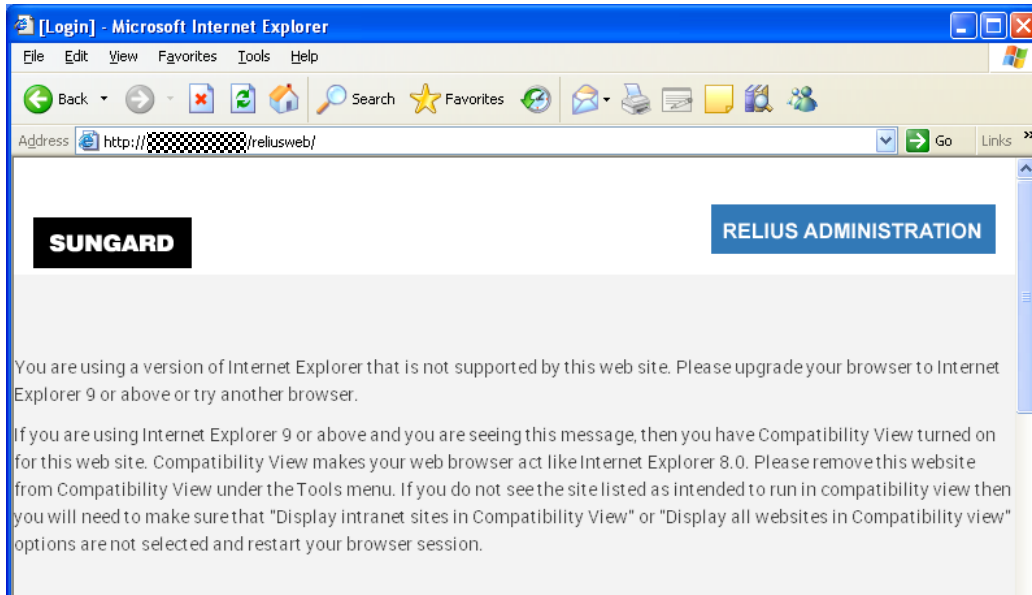 [Login] - Microsoft Internet Explorer
File Edit View Favorites Tools Help
Back Search Favorites
Address http:// /reliusweb/ Go Links »
SUNGARD
RELIUS ADMINISTRATION
You are using a version of Internet Explorer that is not supported by this web site. Please upgrade your browser to Internet
Explorer 9 or above or try another browser.
If you are using Internet Explorer 9 or above and you are seeing this message, then you have Compatibility View turned on
for this web site. Compatibility View makes your web browser act like Internet Explorer 8.0. Please remove this website
from Compatibility View under the Tools menu. If you do not see the site listed as intended to run in compatibility view then
you will need to make sure that "Display intranet sites in Compatibility View" or "Display all websites in Compatibility view"
options are not selected and restart your browser session.